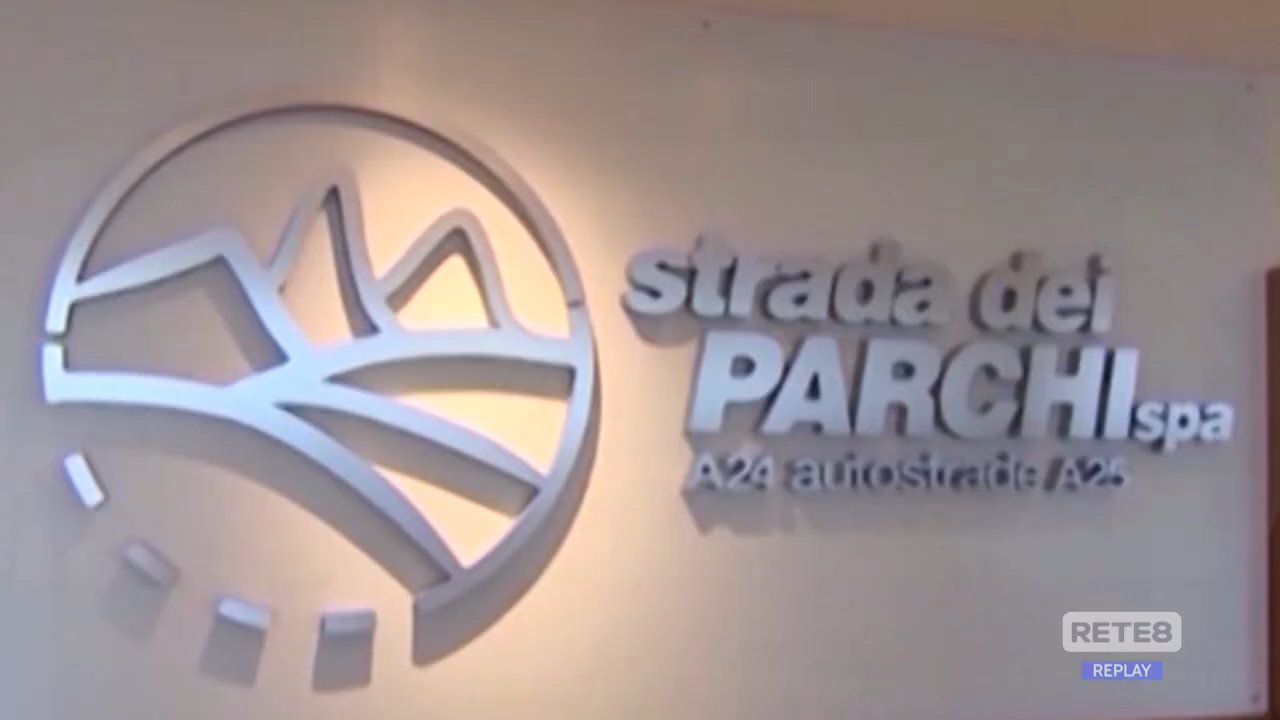 strada dei
PARCHI spa
A24 autostrade A25
RETE8
REPLAY